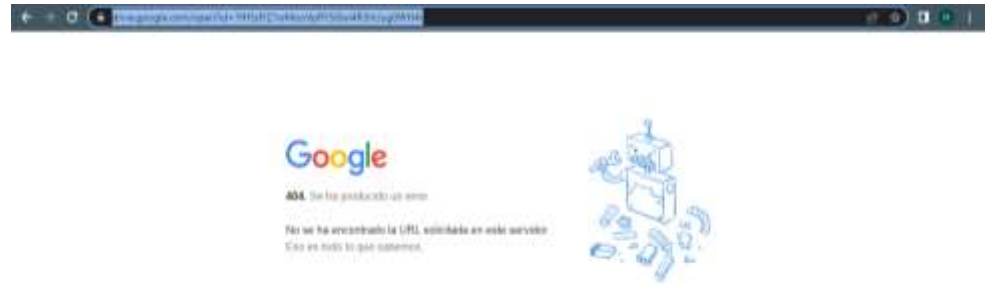 Google
404. Se ha producido un error
No se ha encontrado la URL solicitada en este servidor
Eso es todo lo que sabemos.